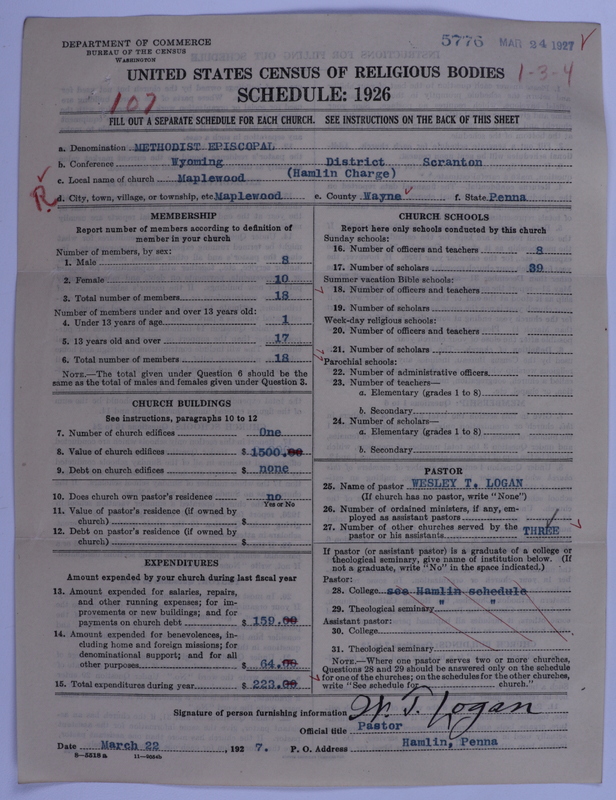 DEPARTMENT OF COMMERCE
BUREAU OF THE CENSUS
WASHINGTON
5776 MAR 24 1927
UNITED STATES CENSUS OF RELIGIOUS BODIES
1-3-4
SCHEDULE: 1926
107
FILL OUT A SEPARATE SCHEDULE FOR EACH CHURCH. SEE INSTRUCTIONS ON THE BACK OF THIS SHEET
a. Denomination METHODIST EPISCOPAL
b. Conference Wyoming District Scranton
c. Local name of church Maplewood (Hamlin Charge)
R
d. City, town, village, or township, etc. Maplewood e. County Wayne f. State Penna
MEMBERSHIP
Report number of members according to definition of
member in your church
Number of members, by sex:
1. Male 8
2. Female 10
3. Total number of members 18
Number of members under and over 13 years old:
4. Under 13 years of age 1
5. 13 years old and over 17
6. Total number of members 18
NOTE.—The total given under Question 6 should be
same as the total of males and females given under Question 3.
CHURCH BUILDINGS
See instructions, paragraphs 10 to 12
7. Number of church edifices One
8. Value of church edifices $ 1500.00
9. Debt on church edifices $ none
10. Does church own pastor's residence no
Yes or No
11. Value of pastor's residence (if owned by
church) $
12. Debt on pastor's residence (if owned by
church) $
EXPENDITURES
Amount expended by your church during last fiscal year
13. Amount expended for salaries, repairs,
and other running expenses; for im-
provements or new buildings; and for
payments on church debt $ 159.00
14. Amount expended for benevolences, in-
cluding home and foreign missions; for
denominational support; and for all
other purposes $ 64.00
15. Total expenditures during year $ 223.00
CHURCH SCHOOLS
Report here only schools conducted by this church
Sunday schools:
16. Number of officers and teachers 8
17. Number of scholars 39
Summer vacation Bible schools:
18. Number of officers and teachers
19. Number of scholars
Week-day religious schools:
20. Number of officers and teachers
21. Number of scholars
Parochial schools:
22. Number of administrative officers
23. Number of teachers—
a. Elementary (grades 1 to 8)
b. Secondary
24. Number of scholars—
a. Elementary (grades 1 to 8)
b. Secondary
PASTOR
25. Name of pastor WESLEY T. LOGAN
(If church has no pastor, write "None")
26. Number of ordained ministers, if any, em-
ployed as assistant pastors
27. Number of other churches served by the
pastor or his assistants THREE
If pastor (or assistant pastor) is a graduate of a college or
theological seminary, give name of institution below. (If
not a graduate, write "No" in the space indicated.)
Pastor:
28. College see Hamlin schedule
29. Theological seminary " "
Assistant pastor:
30. College
31. Theological seminary
NOTE.—Where one pastor serves two or more churches,
Questions 28 and 29 should be answered only on the schedule
for one of the churches; on the schedules for the other churches,
write "See schedule for church."
Signature of person furnishing information W. T. Logan
Official title Pastor
Date March 22, 1927. P. O. Address Hamlin, Penna
8—5518 a